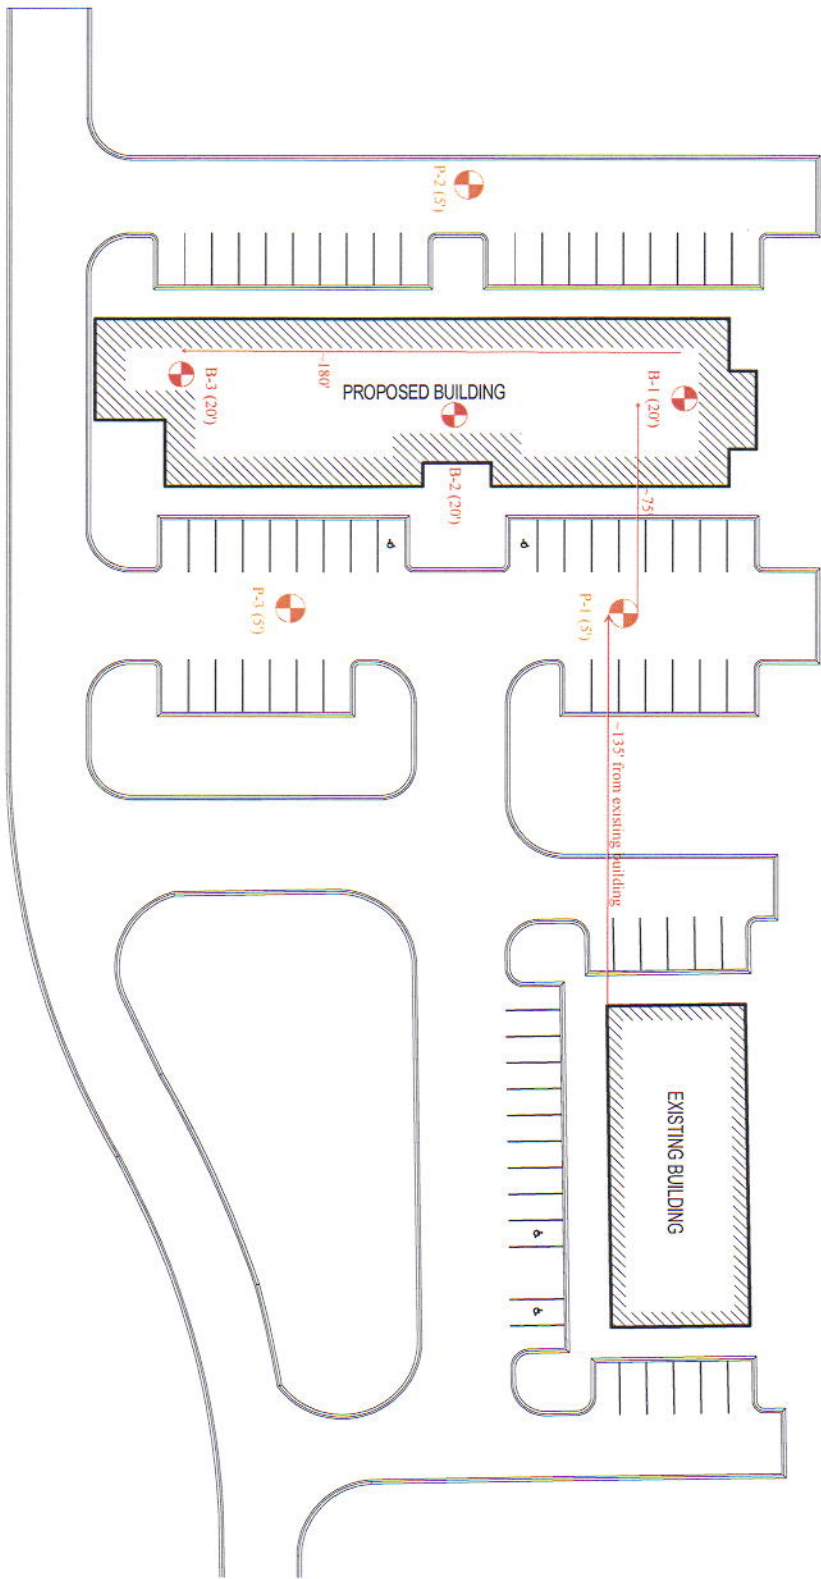 P-2 (5')
~180'
PROPOSED BUILDING
B-1 (20')
B-3 (20')
B-2 (20')
~75'
P-3 (5')
P-1 (5')
~135' from existing building
EXISTING BUILDING